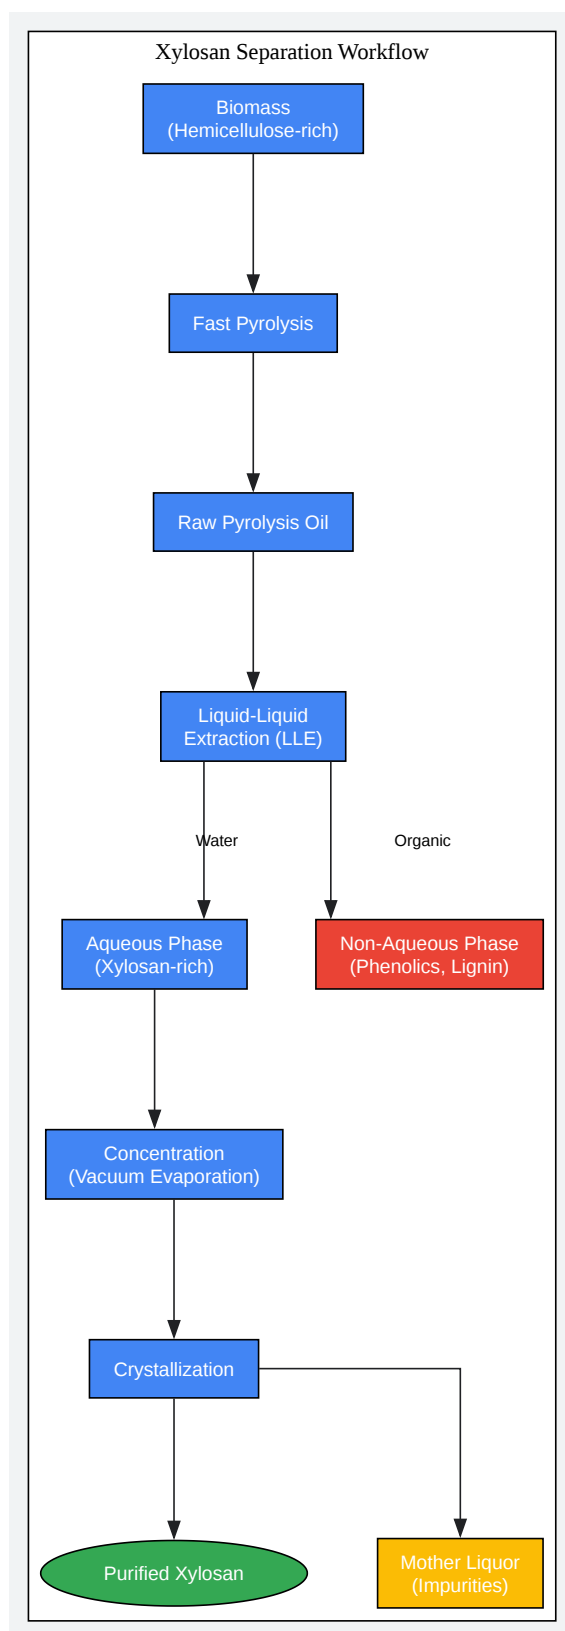 Xylosan Separation Workflow
Biomass
(Hemicellulose-rich)
Fast Pyrolysis
Raw Pyrolysis Oil
Liquid-Liquid
Extraction (LLE)
Water
Organic
Aqueous Phase
(Xylosan-rich)
Non-Aqueous Phase
(Phenolics, Lignin)
Concentration
(Vacuum Evaporation)
Crystallization
Purified Xylosan
Mother Liquor
(Impurities)